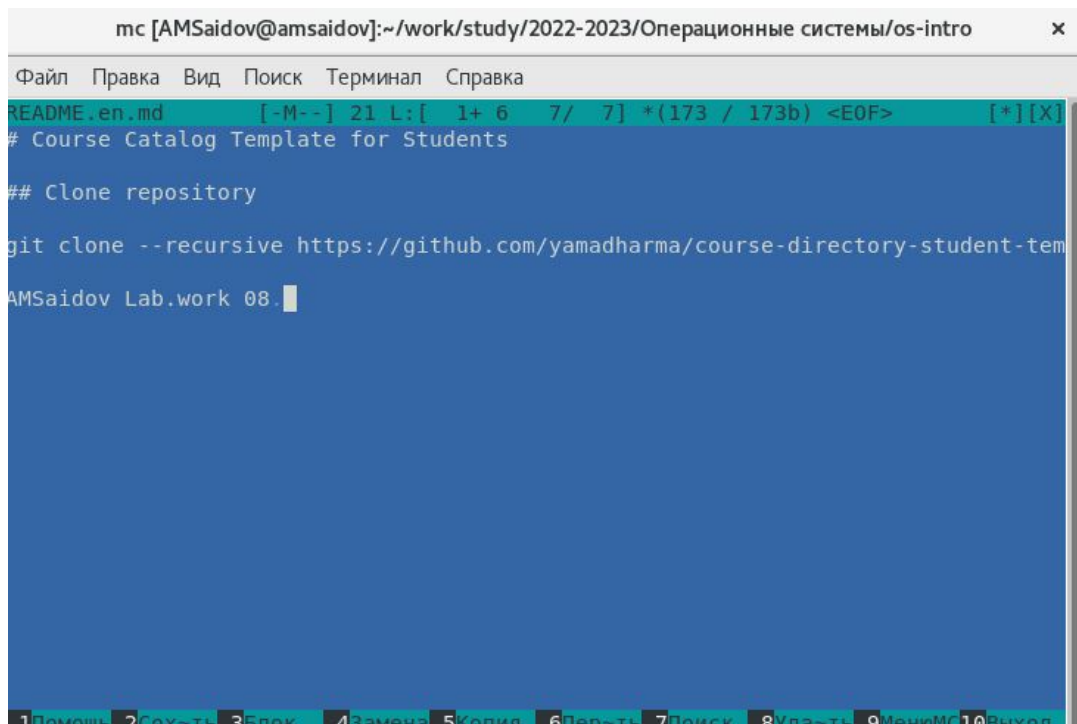 mc [AMSaidov@amsaidov]:~/work/study/2022-2023/Операционные системы/os-intro ×
Файл Правка Вид Поиск Терминал Справка
README.en.md [-M--] 21 L:[ 1+ 6 7/ 7] *(173 / 173b) <EOF> [*][X]
# Course Catalog Template for Students
## Clone repository
git clone --recursive https://github.com/yamadharma/course-directory-student-tem
AMSaidov Lab.work 08.
1Помощь 2Сох~ть 3Блок 4Замена 5Копия 6Пер~ть 7Поиск 8Уда~ть 9МенюMC 10Выход